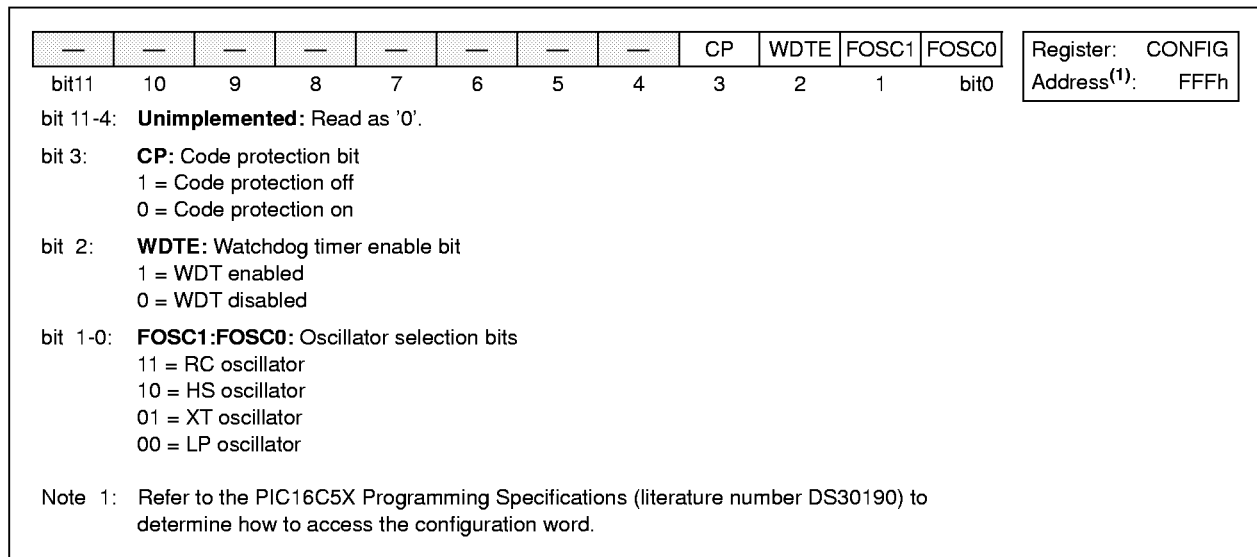 — — — — — — — — CP WDTE FOSC1 FOSC0
bit11 10 9 8 7 6 5 4 3 2 1 bit0
Register: CONFIG
Address(1): FFFh
bit 11-4: Unimplemented: Read as '0'.
bit 3: CP: Code protection bit
1 = Code protection off
0 = Code protection on
bit 2: WDTE: Watchdog timer enable bit
1 = WDT enabled
0 = WDT disabled
bit 1-0: FOSC1:FOSC0: Oscillator selection bits
11 = RC oscillator
10 = HS oscillator
01 = XT oscillator
00 = LP oscillator
Note 1: Refer to the PIC16C5X Programming Specifications (literature number DS30190) to
determine how to access the configuration word.